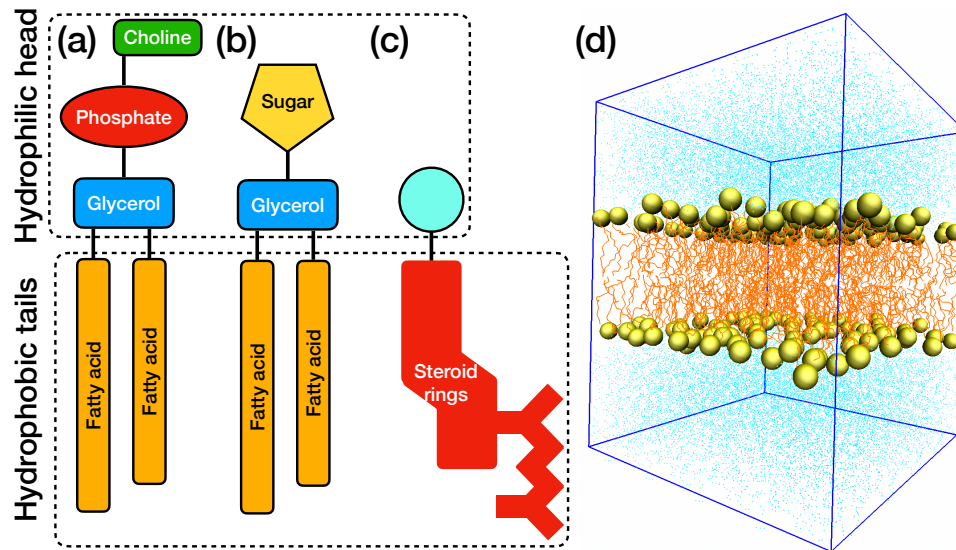 (a)
(b)
(c)
(d)
Hydrophilic head
Choline
Phosphate
Sugar
Glycerol
Glycerol
Hydrophobic tails
Fatty acid
Fatty acid
Fatty acid
Fatty acid
Steroid
rings